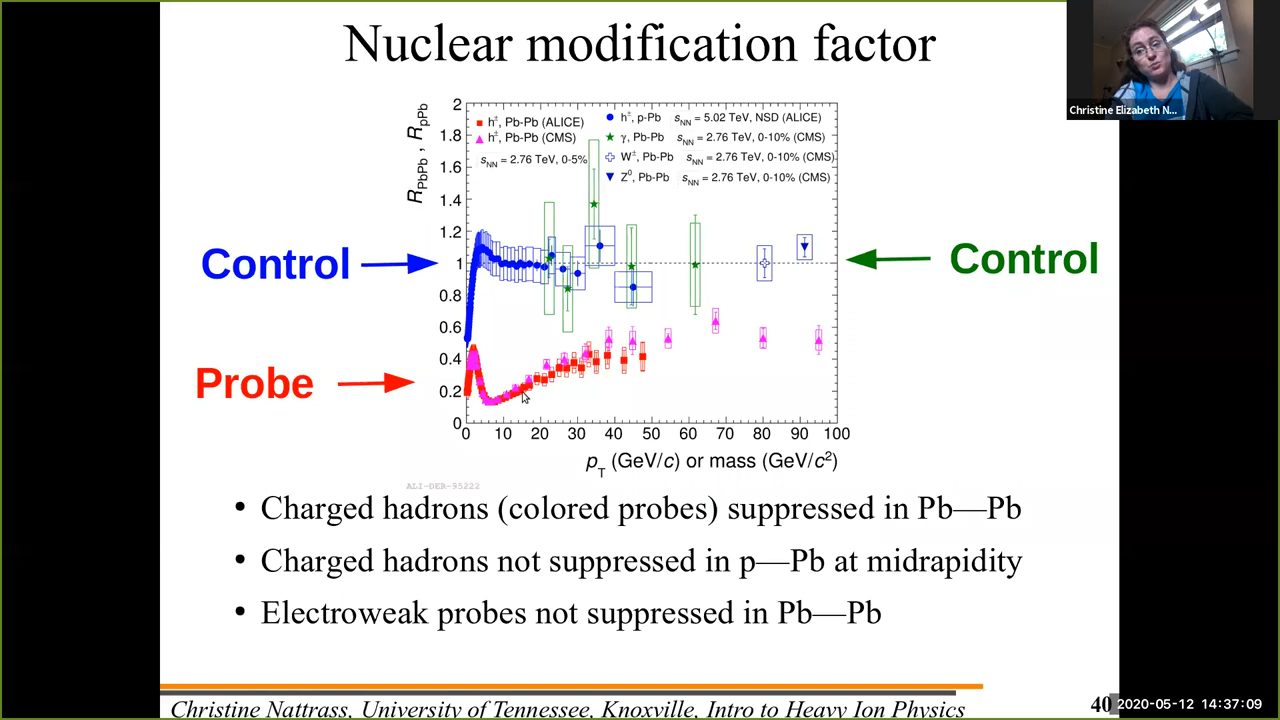 Nuclear modification factor
Christine Elizabeth N...
R_PbPb , R_pPb
2
1.8
1.6
1.4
1.2
1
0.8
0.6
0.4
0.2
0
h±, Pb-Pb (ALICE)
h±, Pb-Pb (CMS)
s_NN = 2.76 TeV, 0-5%
h±, p-Pb s_NN = 5.02 TeV, NSD (ALICE)
γ, Pb-Pb s_NN = 2.76 TeV, 0-10% (CMS)
W±, Pb-Pb s_NN = 2.76 TeV, 0-10% (CMS)
Z⁰, Pb-Pb s_NN = 2.76 TeV, 0-10% (CMS)
Control
Control
Probe
0 10 20 30 40 50 60 70 80 90 100
p_T (GeV/c) or mass (GeV/c²)
ALI-DER-95222
• Charged hadrons (colored probes) suppressed in Pb—Pb
• Charged hadrons not suppressed in p—Pb at midrapidity
• Electroweak probes not suppressed in Pb—Pb
Christine Nattrass, University of Tennessee, Knoxville, Intro to Heavy Ion Physics
40
2020-05-12 14:37:09